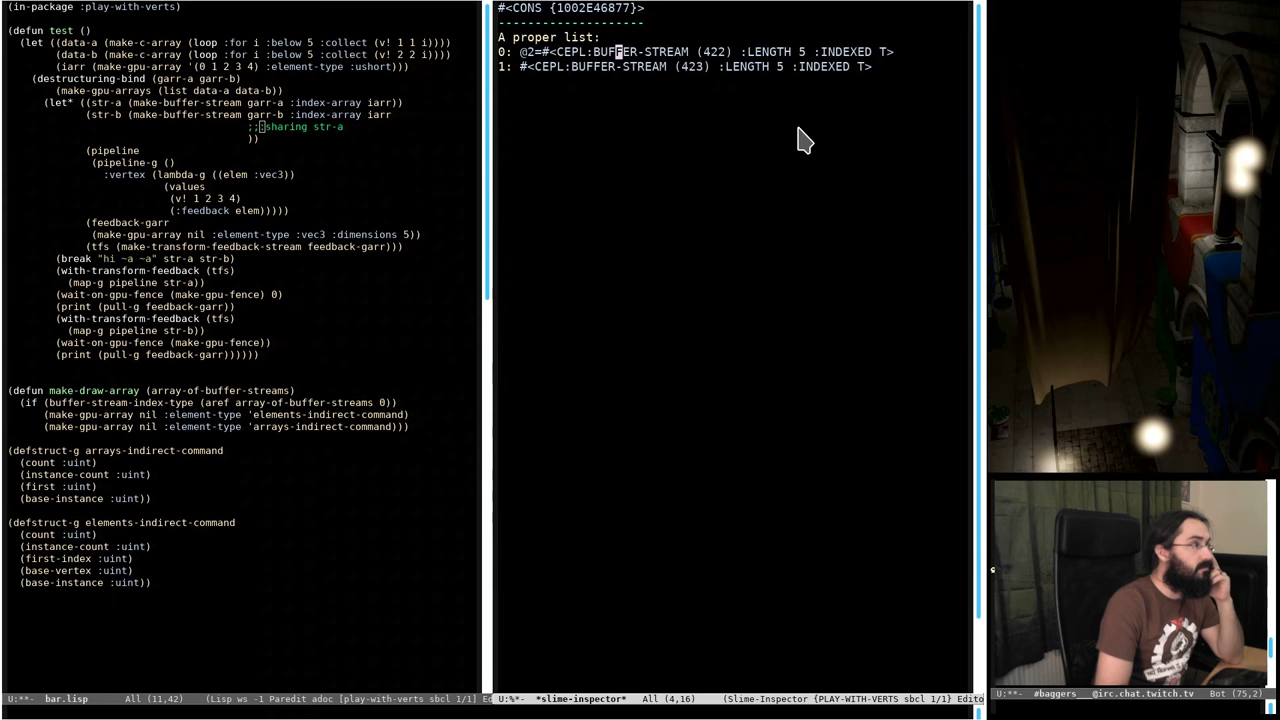 (in-package :play-with-verts)
(defun test ()
  (let ((data-a (make-c-array (loop :for i :below 5 :collect (v! 1 1 i))))
        (data-b (make-c-array (loop :for i :below 5 :collect (v! 2 2 i))))
        (iarr (make-gpu-array '(0 1 2 3 4) :element-type :ushort)))
    (destructuring-bind (garr-a garr-b)
        (make-gpu-arrays (list data-a data-b))
      (let* ((str-a (make-buffer-stream garr-a :index-array iarr))
             (str-b (make-buffer-stream garr-b :index-array iarr
                                        ;;:sharing str-a
                                        ))
             (pipeline
              (pipeline-g ()
                :vertex (lambda-g ((elem :vec3))
                          (values
                           (v! 1 2 3 4)
                           (:feedback elem)))))
             (feedback-garr
              (make-gpu-array nil :element-type :vec3 :dimensions 5))
             (tfs (make-transform-feedback-stream feedback-garr)))
        (break "hi ~a ~a" str-a str-b)
        (with-transform-feedback (tfs)
          (map-g pipeline str-a))
        (wait-on-gpu-fence (make-gpu-fence) 0)
        (print (pull-g feedback-garr))
        (with-transform-feedback (tfs)
          (map-g pipeline str-b))
        (wait-on-gpu-fence (make-gpu-fence))
        (print (pull-g feedback-garr))))))
(defun make-draw-array (array-of-buffer-streams)
  (if (buffer-stream-index-type (aref array-of-buffer-streams 0))
      (make-gpu-array nil :element-type 'elements-indirect-command)
      (make-gpu-array nil :element-type 'arrays-indirect-command)))
(defstruct-g arrays-indirect-command
  (count :uint)
  (instance-count :uint)
  (first :uint)
  (base-instance :uint))
(defstruct-g elements-indirect-command
  (count :uint)
  (instance-count :uint)
  (first-index :uint)
  (base-vertex :uint)
  (base-instance :uint))
U:**-  bar.lisp      All (11,42)    (Lisp ws -1 Paredit adoc [play-with-verts sbcl 1/1] Ed
#<CONS {1002E46877}>
--------------------
A proper list:
0: @2=#<CEPL:BUFFER-STREAM (422) :LENGTH 5 :INDEXED T>
1: #<CEPL:BUFFER-STREAM (423) :LENGTH 5 :INDEXED T>
U:%*-  *slime-inspector*   All (4,16)     (Slime-Inspector {PLAY-WITH-VERTS sbcl 1/1} Edito
U:**-  #baggers___@irc.chat.twitch.tv   Bot (75,2)